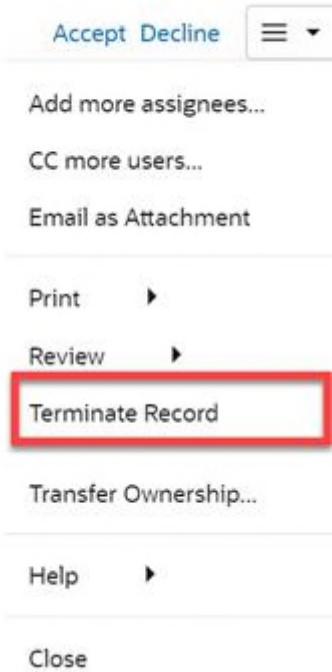 Accept Decline
Add more assignees...
CC more users...
Email as Attachment
Print
Review
Terminate Record
Transfer Ownership...
Help
Close